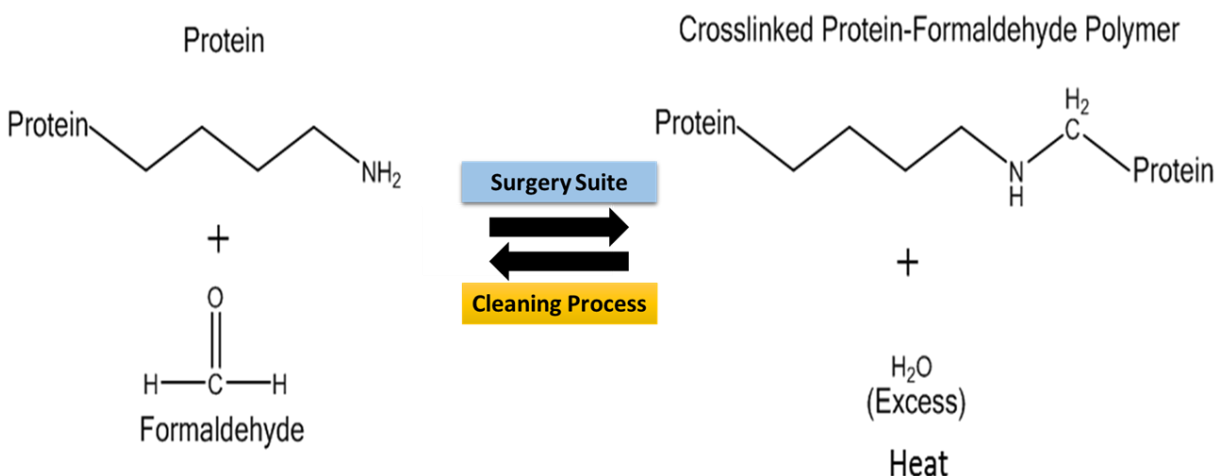 Protein
Crosslinked Protein-Formaldehyde Polymer
Protein
NH₂
+
O
H C H
Formaldehyde
Surgery Suite
Cleaning Process
Protein
N
H
H₂
C
Protein
+
H₂O
(Excess)
Heat